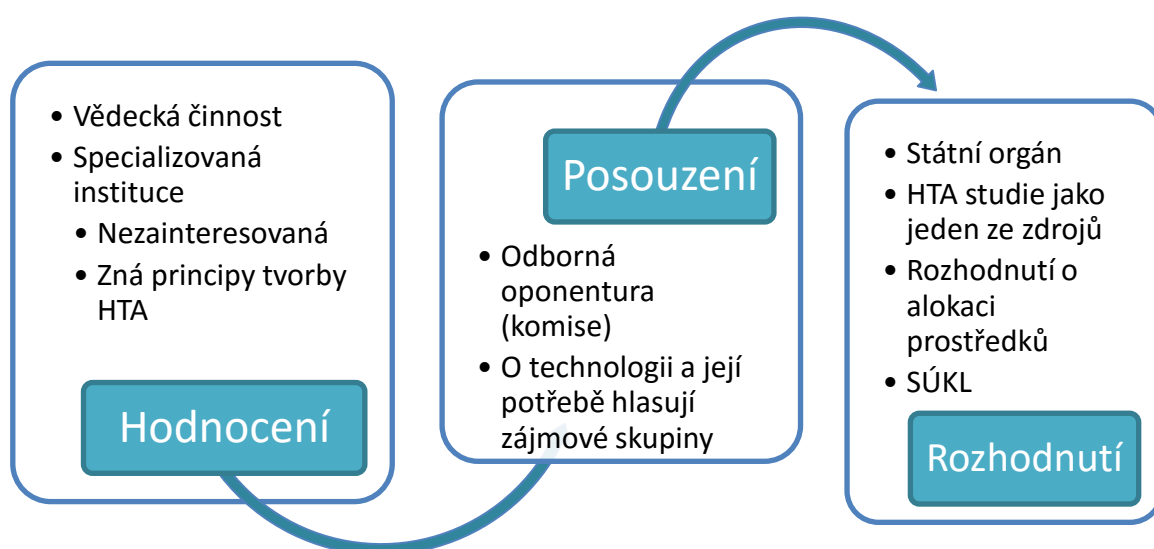 • Vědecká činnost
• Specializovaná
instituce
• Nezainteresovaná
• Zná principy tvorby
HTA
Hodnocení
Posouzení
• Odborná
oponentura
(komise)
• O technologii a její
potřebě hlasují
zájmové skupiny
• Státní orgán
• HTA studie jako
jeden ze zdrojů
• Rozhodnutí o
alokaci
prostředků
• SÚKL
Rozhodnutí